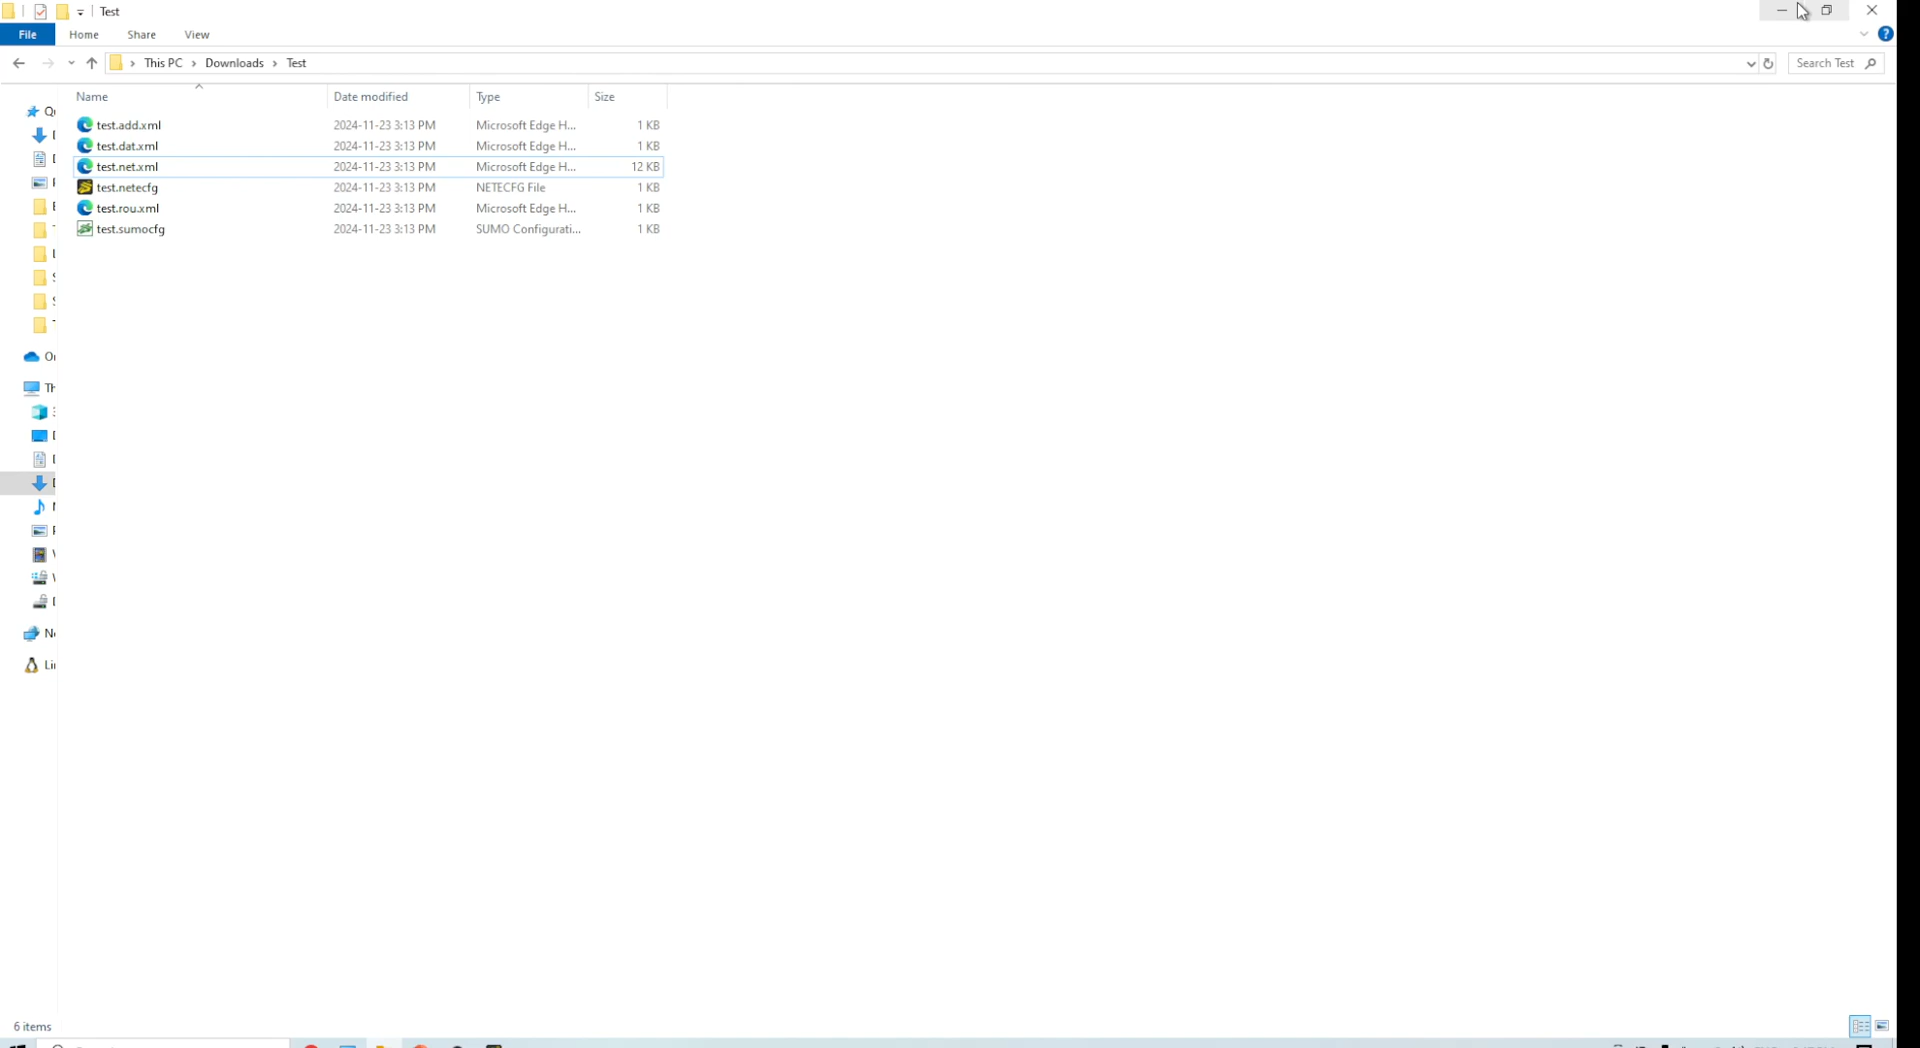 Test
File Home Share View
This PC Downloads Test
Search Test
Name Date modified Type Size
test.add.xml 2024-11-23 3:13 PM Microsoft Edge H... 1 KB
test.dat.xml 2024-11-23 3:13 PM Microsoft Edge H... 1 KB
test.net.xml 2024-11-23 3:13 PM Microsoft Edge H... 12 KB
test.netecfg 2024-11-23 3:13 PM NETECFG File 1 KB
test.rou.xml 2024-11-23 3:13 PM Microsoft Edge H... 1 KB
test.sumocfg 2024-11-23 3:13 PM SUMO Configurati... 1 KB
6 items